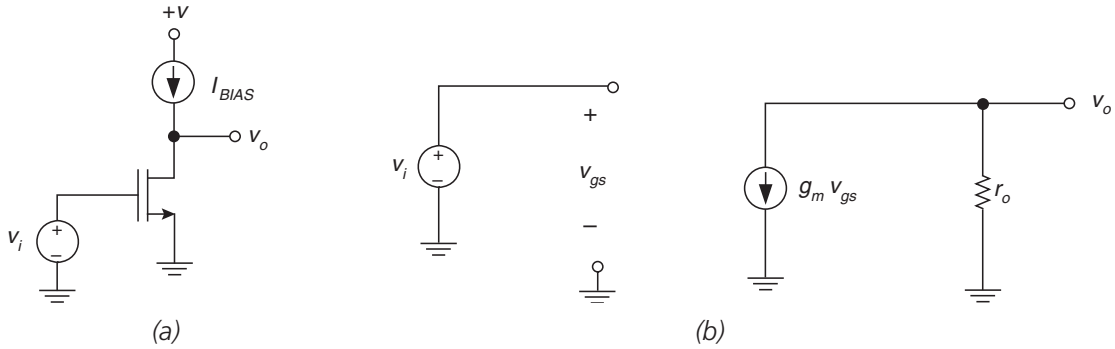 +v
I_BIAS
v_o
v_i
+
−
(a)
v_i
+
−
+
v_gs
−
g_m v_gs
r_o
v_o
(b)